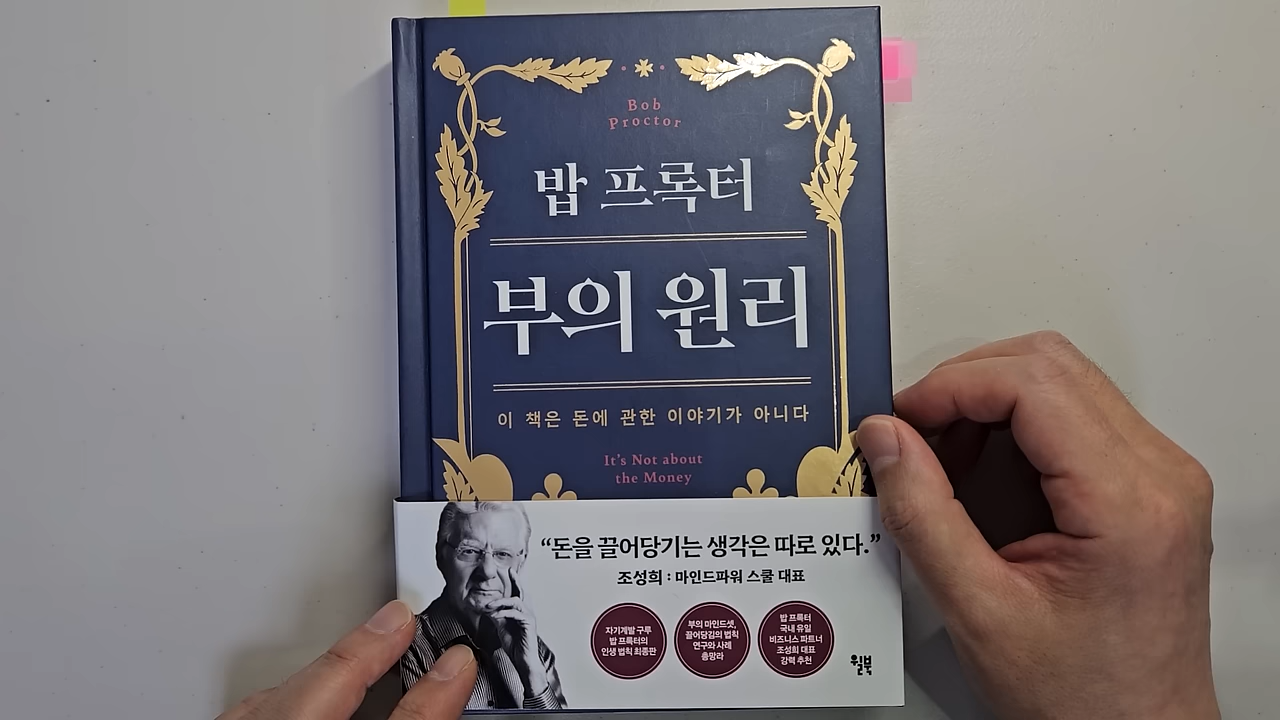 Bob
Proctor
밥 프록터
부의 원리
이 책은 돈에 관한 이야기가 아니다
It's Not about
the Money
“돈을 끌어당기는 생각은 따로 있다.”
조성희 : 마인드파워 스쿨 대표
자기계발 구루
밥 프록터의
인생 법칙 최종판
부의 마인드셋,
끌어당김의 법칙
연구와 사례
총망라
밥 프록터
국내 유일
비즈니스 파트너
조성희 대표
강력 추천
윌북